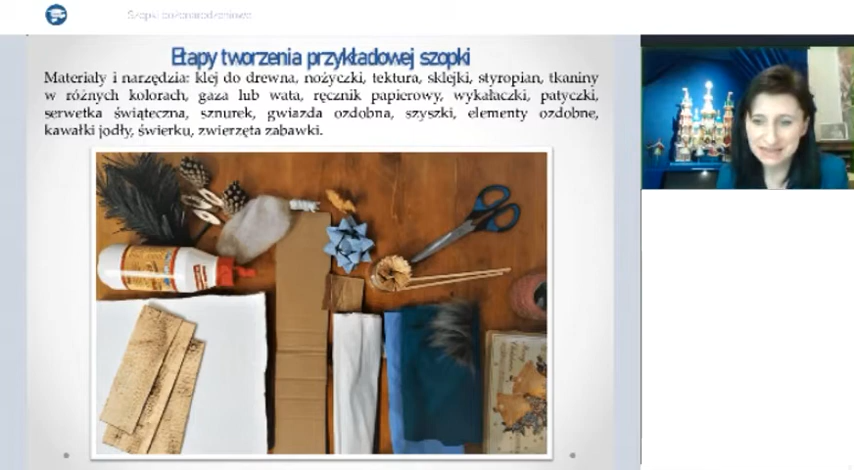 Szopki bożonarodzeniowe
Etapy tworzenia przykładowej szopki
Materiały i narzędzia: klej do drewna, nożyczki, tektura, sklejki, styropian, tkaniny
w różnych kolorach, gaza lub wata, ręcznik papierowy, wykałaczki, patyczki,
serwetka świąteczna, sznurek, gwiazda ozdobna, szyszki, elementy ozdobne,
kawałki jodły, świerku, zwierzęta zabawki.